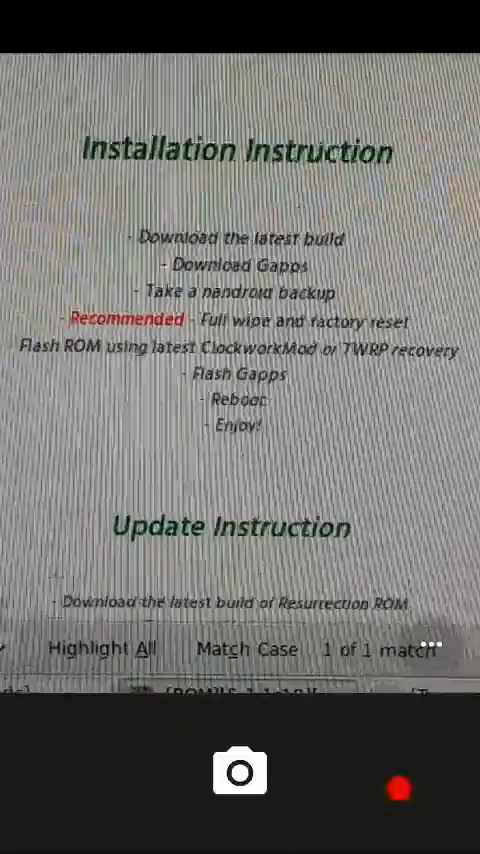 Installation Instruction
- Download the latest build
- Download Gapps
- Take a nandroid backup
- Recommended - Full wipe and factory reset
Flash ROM using latest ClockworkMod or TWRP recovery
- Flash Gapps
- Reboot
- Enjoy!
Update Instruction
- Download the latest build of Resurrection ROM
Highlight All Match Case 1 of 1 match